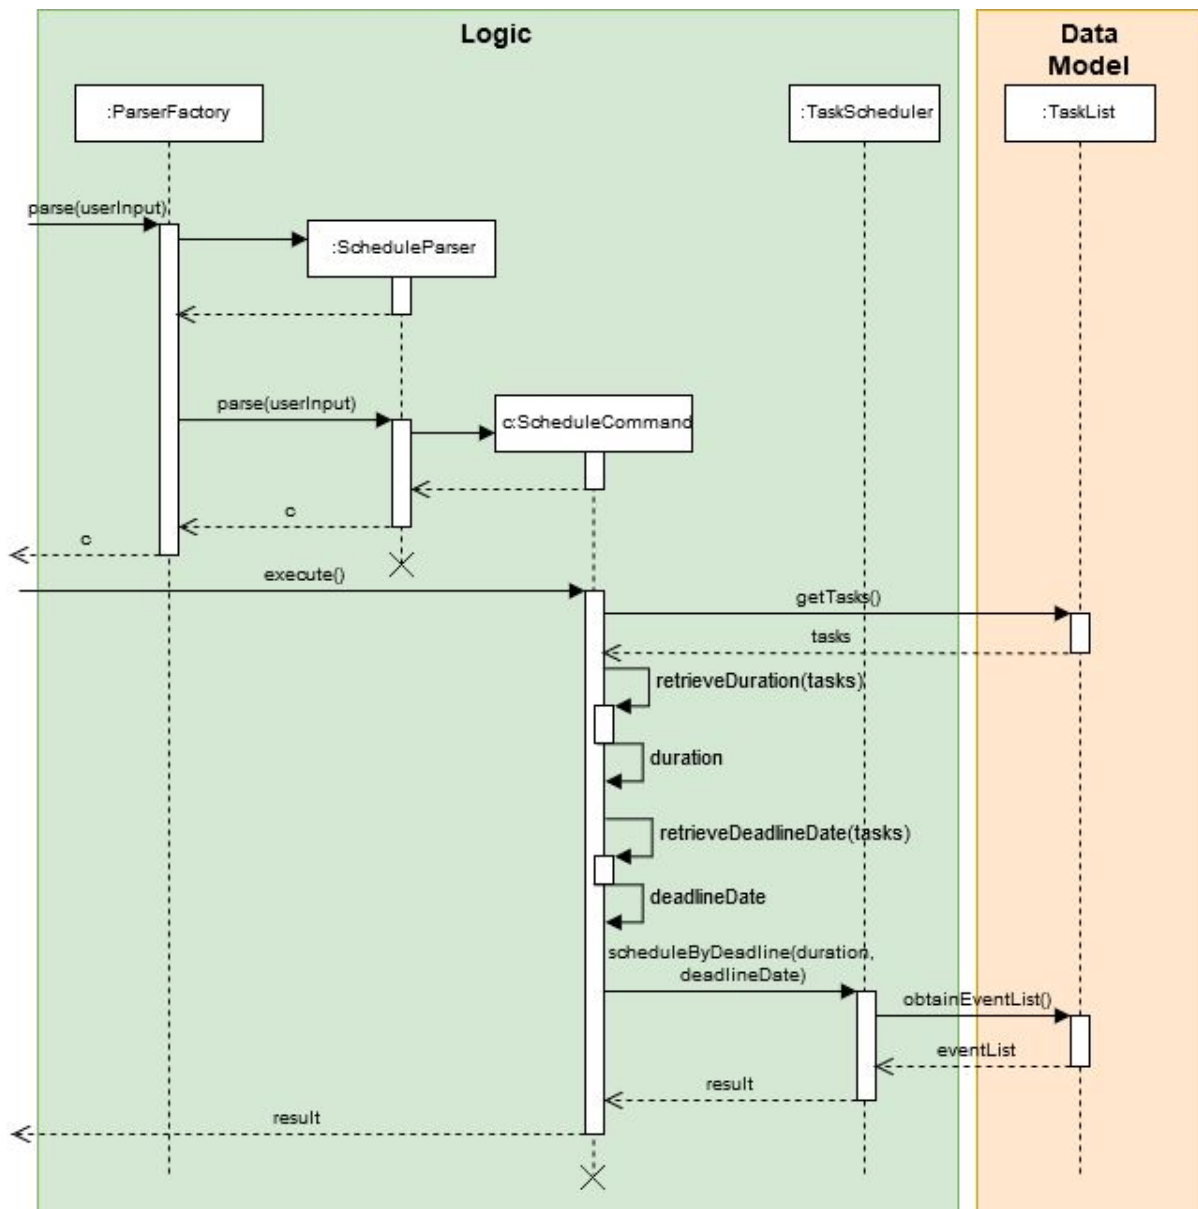 Logic
Data
Model
:ParserFactory
:TaskScheduler
:TaskList
parse(userInput)
:ScheduleParser
parse(userInput)
c:ScheduleCommand
c
c
execute()
getTasks()
tasks
retrieveDuration(tasks)
duration
retrieveDeadlineDate(tasks)
deadlineDate
scheduleByDeadline(duration,
deadlineDate)
obtainEventList()
eventList
result
result